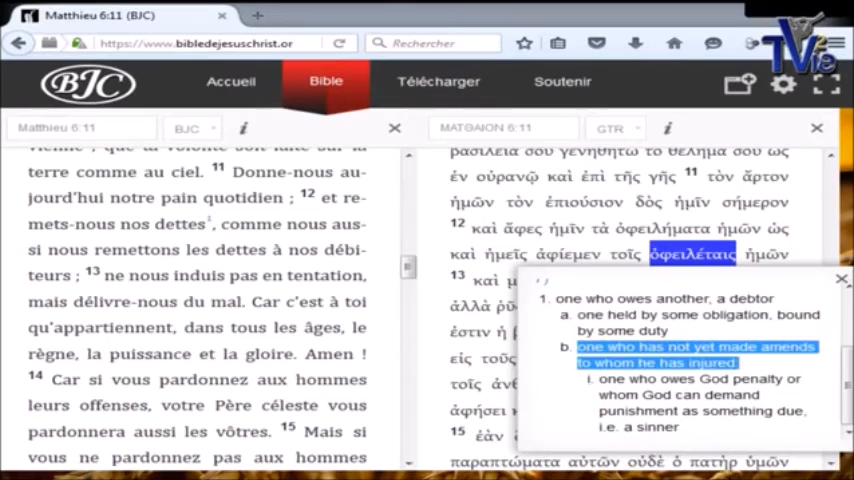 Matthieu 6:11 (BJC)
https://www.bibledejesuschrist.or
Rechercher
TV2Vie
BJC
Accueil
Bible
Télécharger
Soutenir
Matthieu 6:11
BJC
i
ΜΑΤΘΑΙΟΝ 6:11
GTR
i
vienne ; que ta volonté soit faite sur la
terre comme au ciel. 11 Donne-nous au-
jourd'hui notre pain quotidien ; 12 et re-
mets-nous nos dettes, comme nous aus-
si nous remettons les dettes à nos débi-
teurs ; 13 ne nous induis pas en tentation,
mais délivre-nous du mal. Car c'est à toi
qu'appartiennent, dans tous les âges, le
règne, la puissance et la gloire. Amen !
14 Car si vous pardonnez aux hommes
leurs offenses, votre Père céleste vous
pardonnera aussi les vôtres. 15 Mais si
vous ne pardonnez pas aux hommes
βασιλεία σου γενηθήτω τὸ θέλημά σου ὡς
ἐν οὐρανῷ καὶ ἐπὶ τῆς γῆς 11 τὸν ἄρτον
ἡμῶν τὸν ἐπιούσιον δὸς ἡμῖν σήμερον
12 καὶ ἄφες ἡμῖν τὰ ὀφειλήματα ἡμῶν ὡς
καὶ ἡμεῖς ἀφίεμεν τοῖς ὀφειλέταις ἡμῶν
13 καὶ μ
ἀλλὰ ῥῦ
ἐστιν ἡ
εἰς τοῦς
τοῖς ἀν
ἀφήσει
15 ἐὰν
παραπτώματα αὐτῶν οὐδὲ ὁ πατὴρ ὑμῶν
1. one who owes another, a debtor
a. one held by some obligation, bound
by some duty
b. one who has not yet made amends
to whom he has injured:
i. one who owes God penalty or
whom God can demand
punishment as something due,
i.e. a sinner